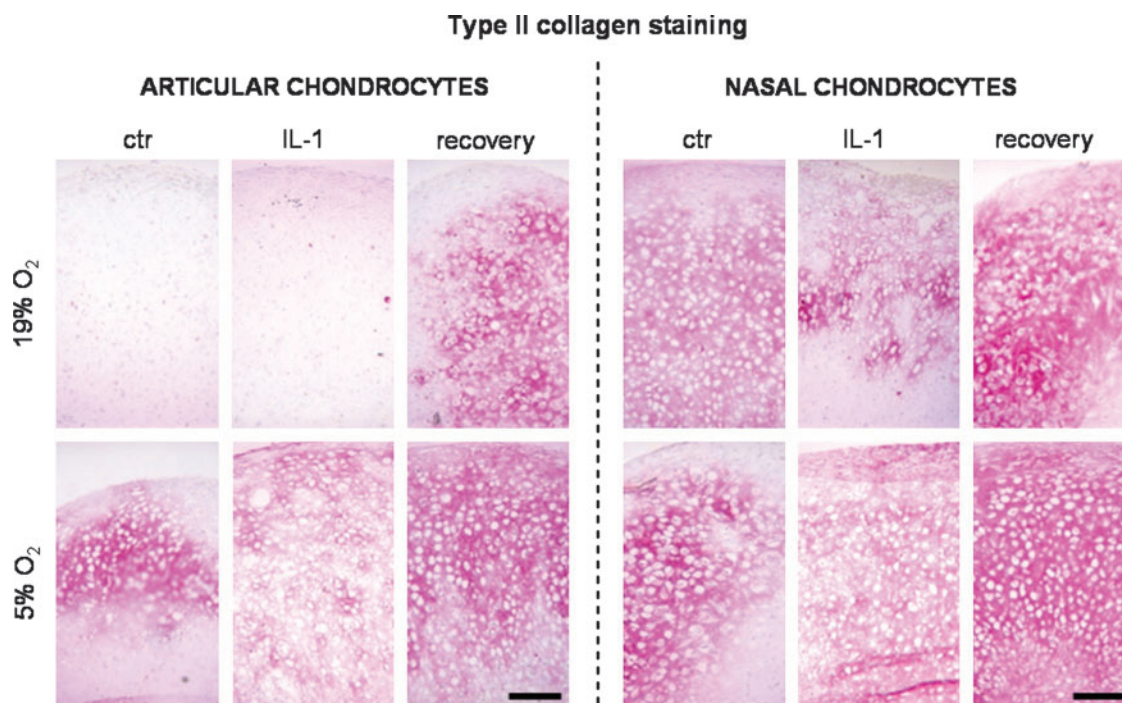 Type II collagen staining
ARTICULAR CHONDROCYTES
NASAL CHONDROCYTES
ctr IL-1 recovery
ctr IL-1 recovery
19% O₂
5% O₂